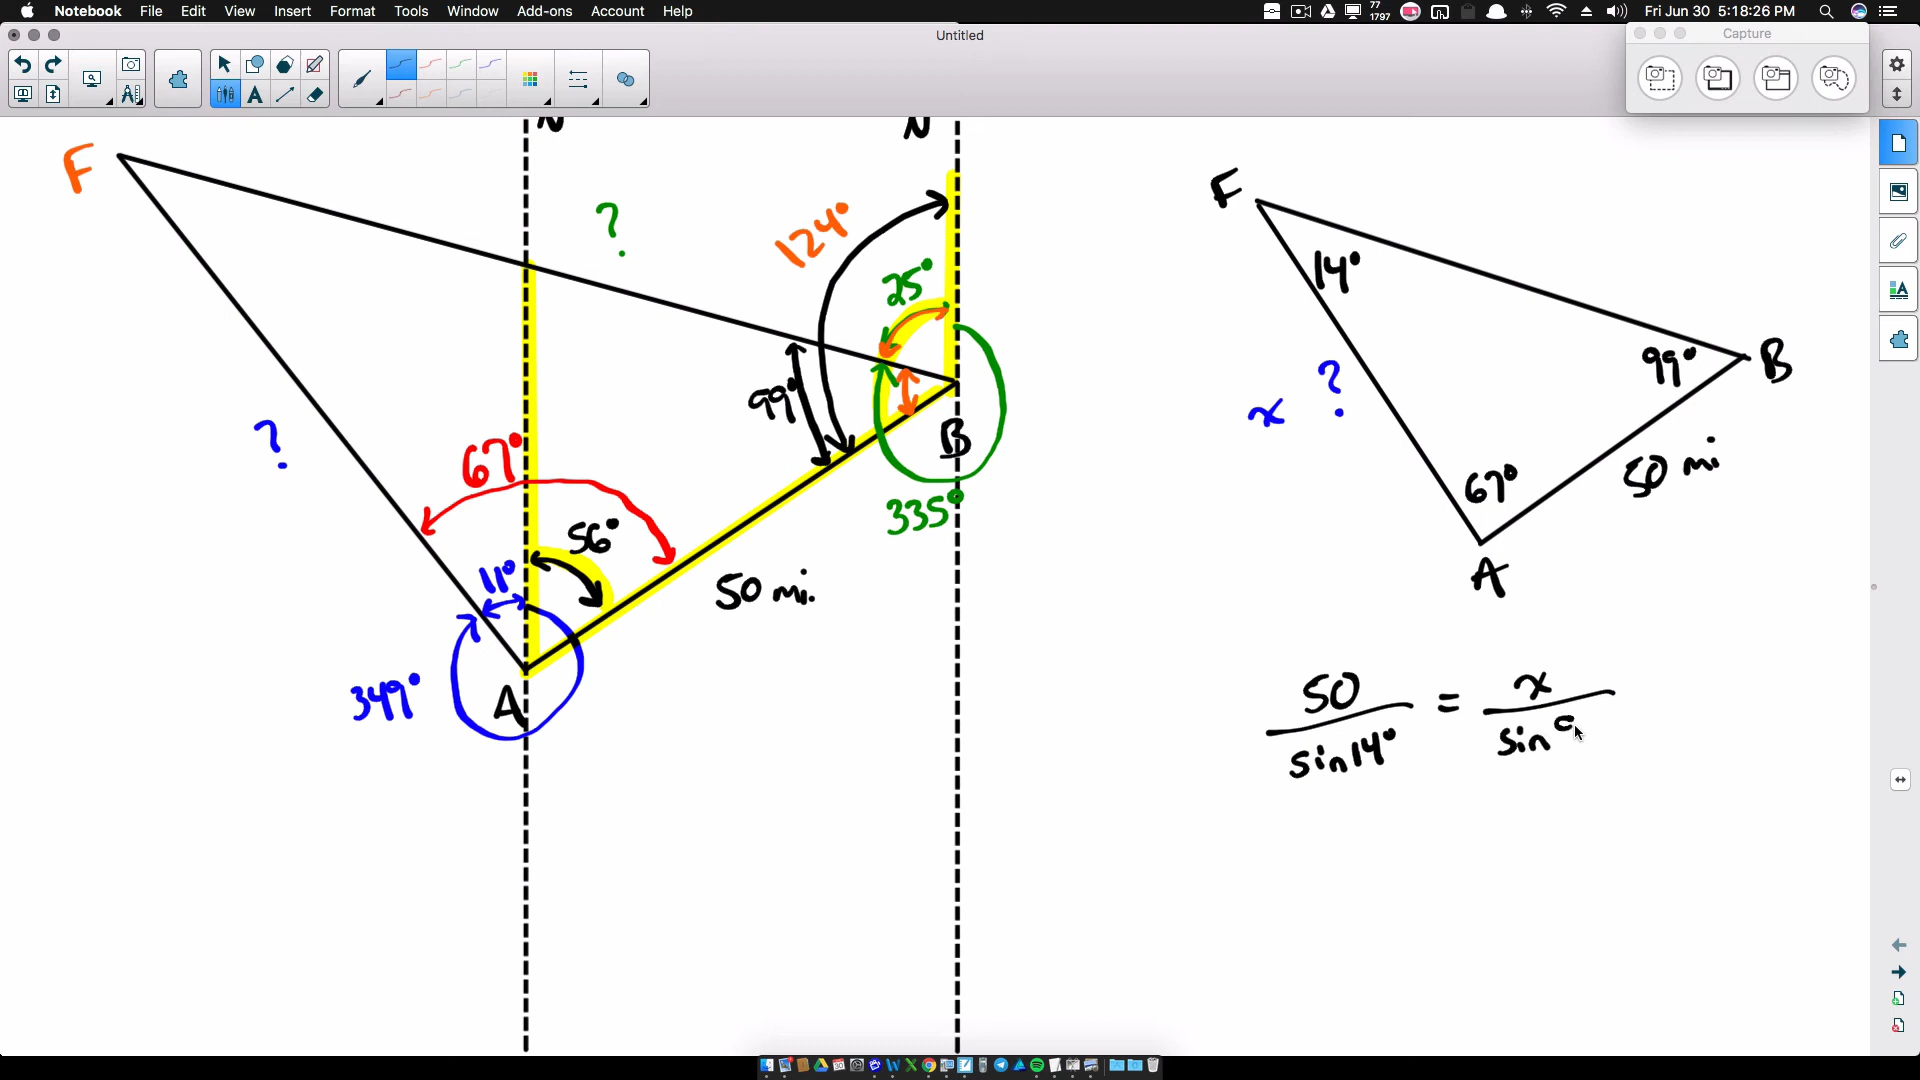 Notebook File Edit View Insert Format Tools Window Add-ons Account Help
77
1797
Fri Jun 30 5:18:26 PM
Untitled
Capture
A
A
N
N
F
?
124°
25°
99°
67°
?
B
335°
56°
11°
50 mi.
349°
A
F
14°
99°
B
x ?
67°
50 mi
A
50 = x
sin14° sin